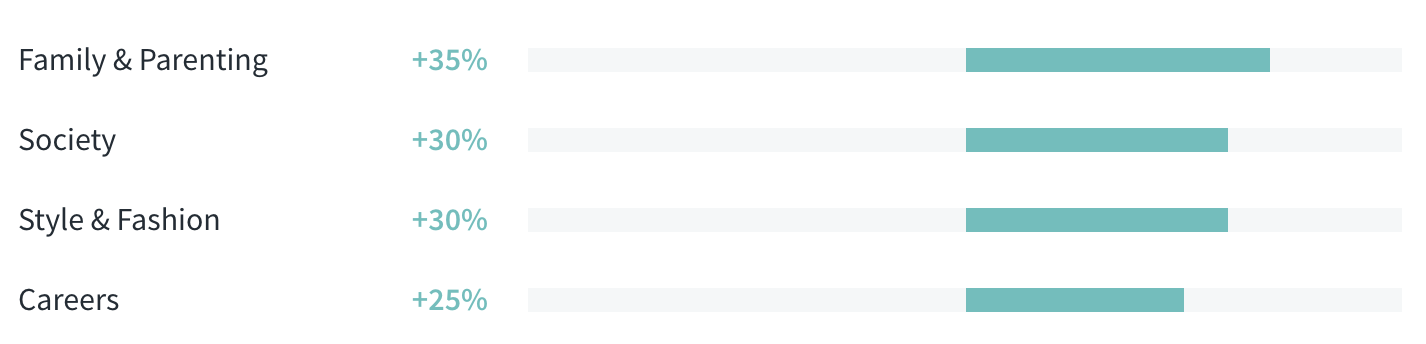 Family & Parenting +35%
Society +30%
Style & Fashion +30%
Careers +25%